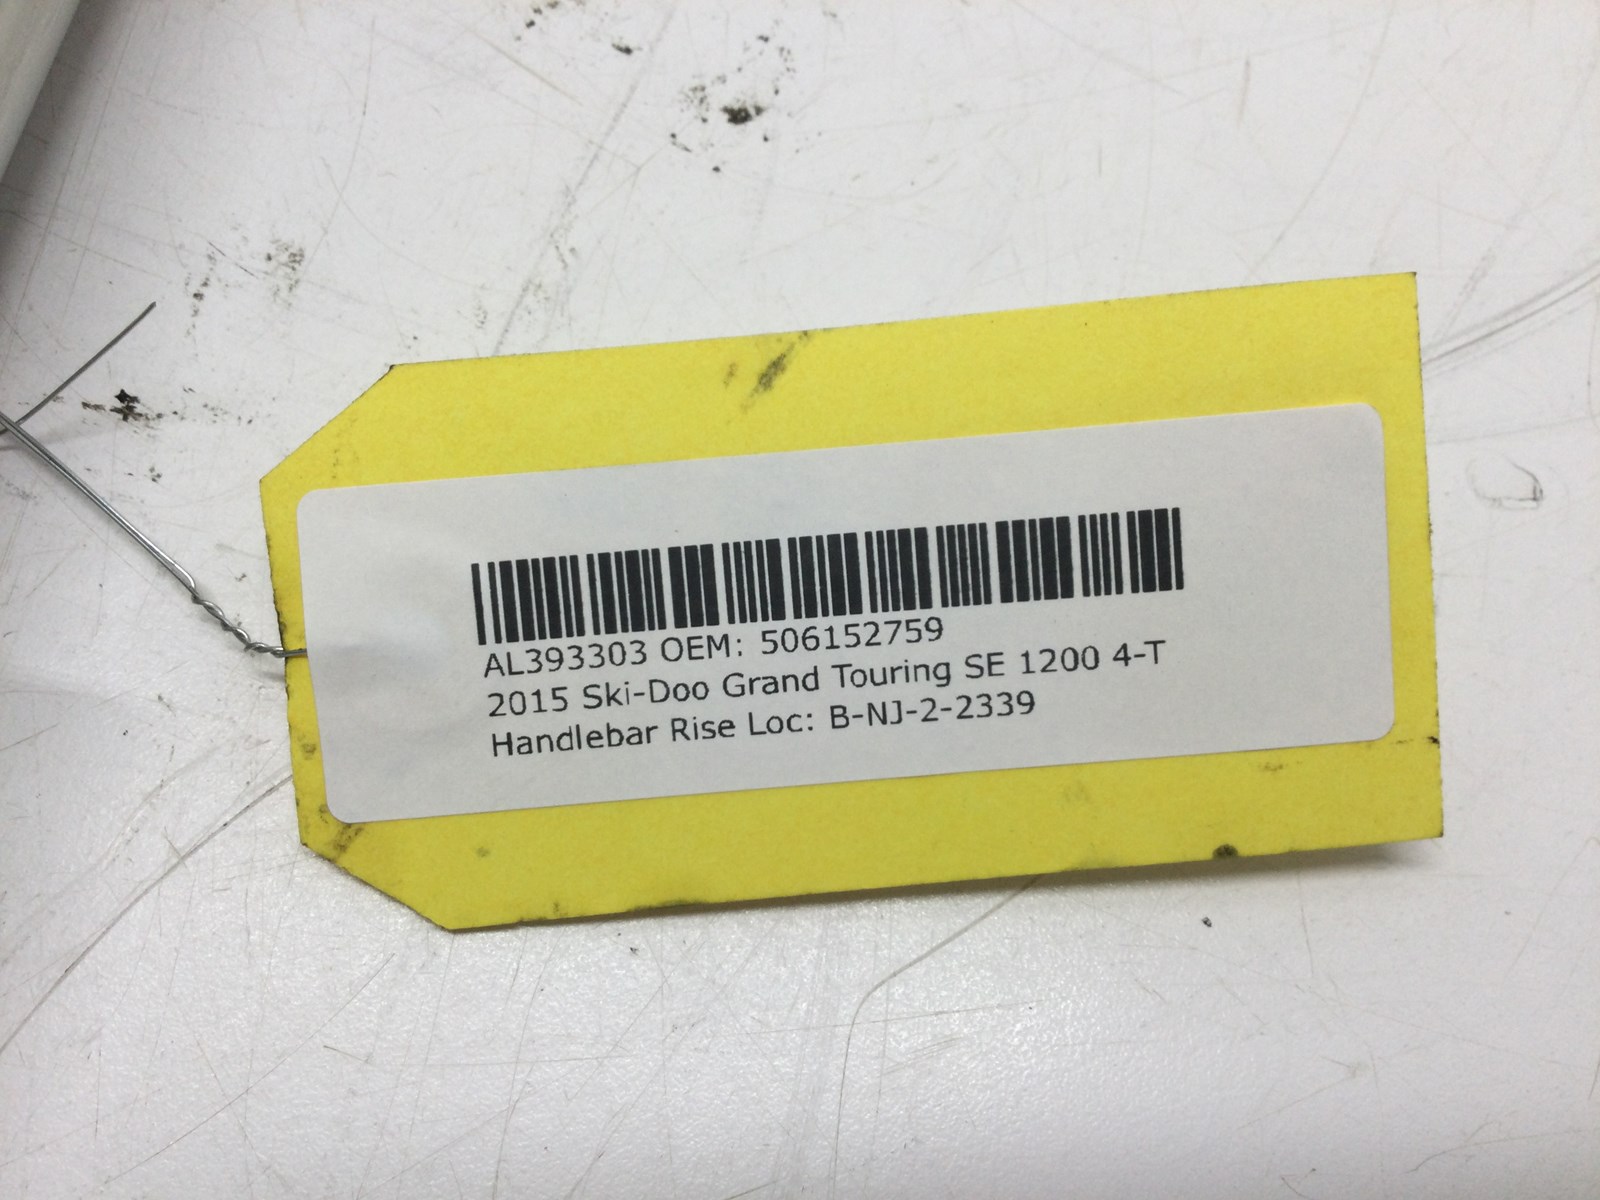 AL393303 OEM: 506152759
2015 Ski-Doo Grand Touring SE 1200 4-T
Handlebar Rise Loc: B-NJ-2-2339